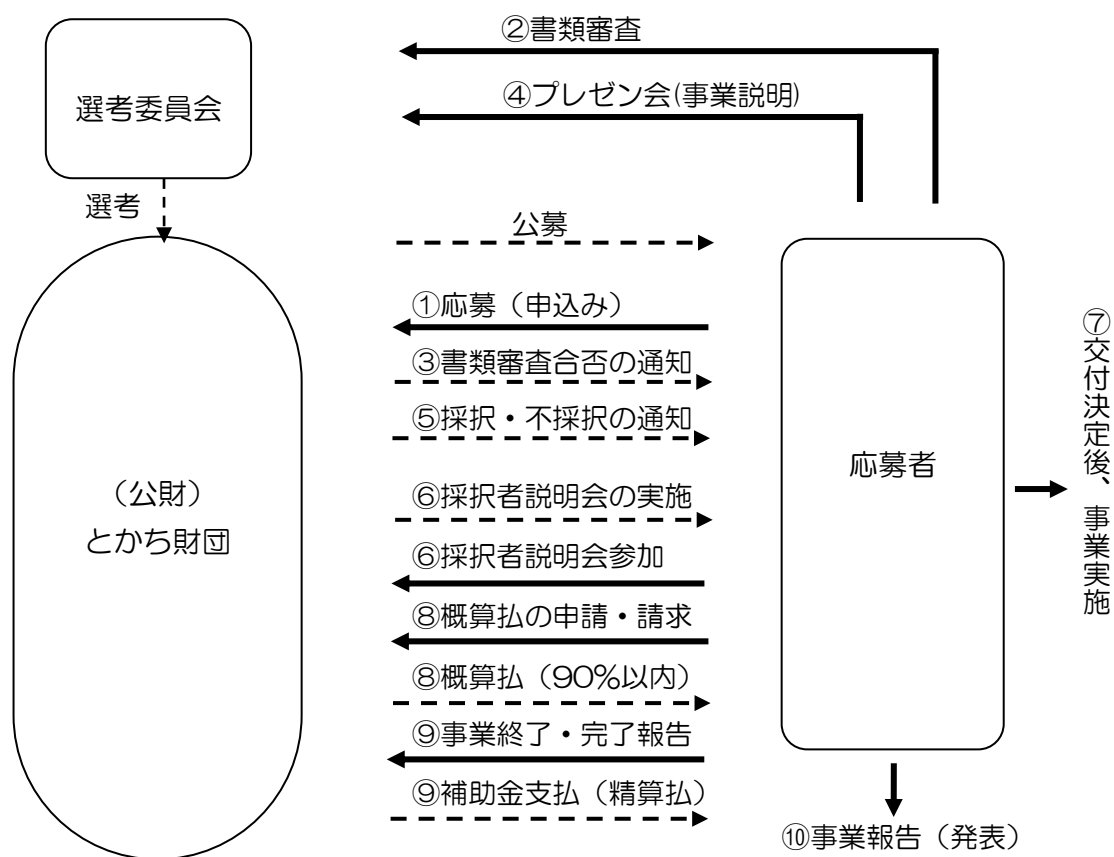 ②書類審査
選考委員会
④プレゼン会(事業説明)
選考
公募
①応募（申込み）
③書類審査合否の通知
⑤採択・不採択の通知
応募者
⑦交付決定後、事業実施
（公財）
とかち財団
⑥採択者説明会の実施
⑥採択者説明会参加
⑧概算払の申請・請求
⑧概算払（90%以内）
⑨事業終了・完了報告
⑨補助金支払（精算払）
⑩事業報告（発表）